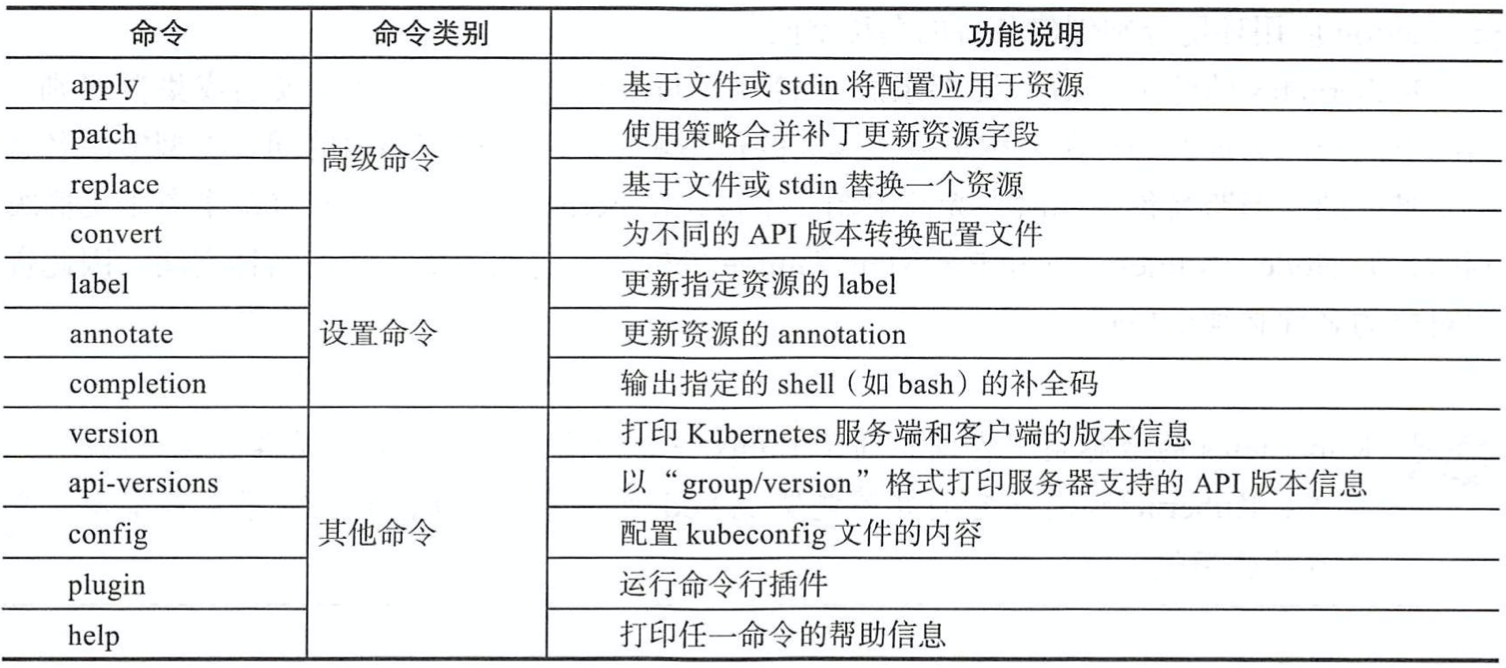 命令 命令类别 功能说明
apply 基于文件或 stdin 将配置应用于资源
patch 使用策略合并补丁更新资源字段
高级命令
replace 基于文件或 stdin 替换一个资源
convert 为不同的 API 版本转换配置文件
label 更新指定资源的 label
annotate 设置命令 更新资源的 annotation
completion 输出指定的 shell（如 bash）的补全码
version 打印 Kubernetes 服务端和客户端的版本信息
api-versions 以“group/version”格式打印服务器支持的 API 版本信息
config 其他命令 配置 kubeconfig 文件的内容
plugin 运行命令行插件
help 打印任一命令的帮助信息